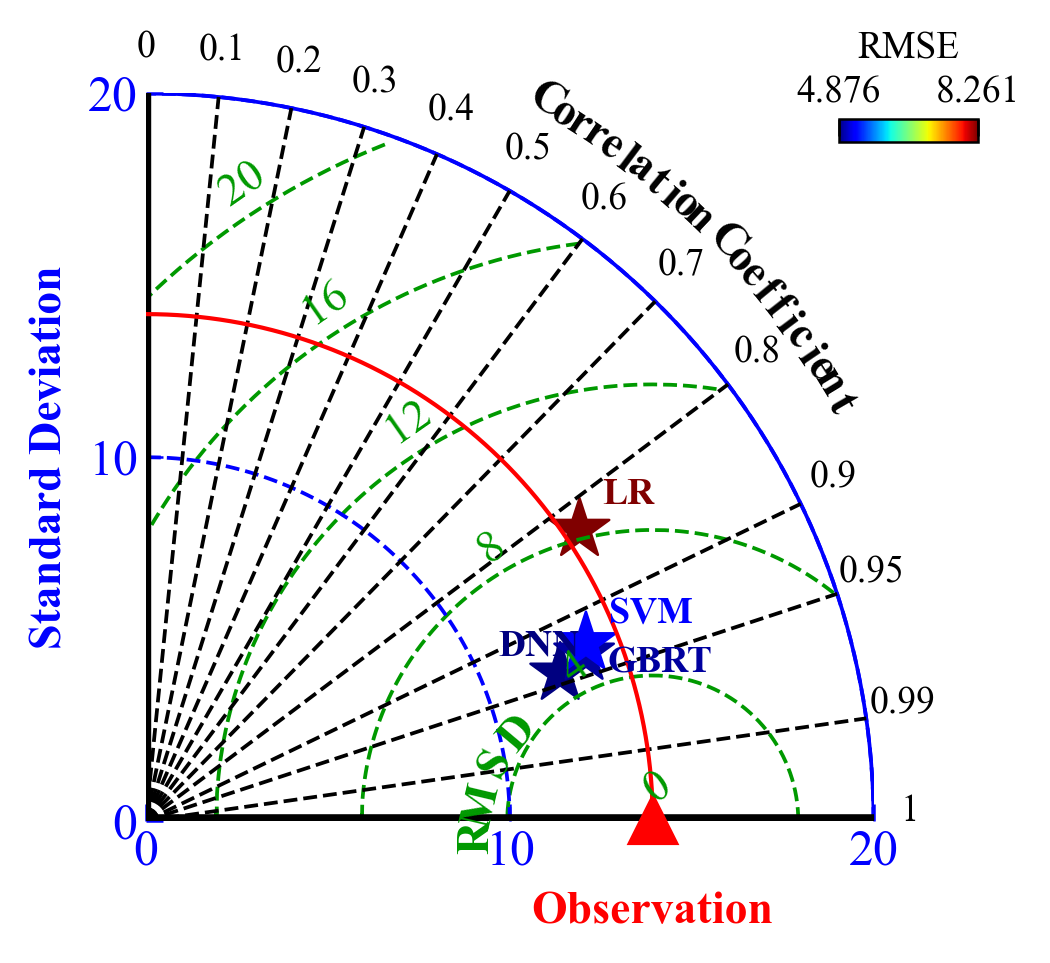 RMSE
4.876 8.261
0
0.1
0.2
0.3
0.4
0.5
0.6
0.7
0.8
0.9
0.95
0.99
1
Correlation Coefficient
20
10
0
Standard Deviation
20
16
12
8
4
0
RMSD
LR
SVM
DNN
GBRT
0
10
20
Observation